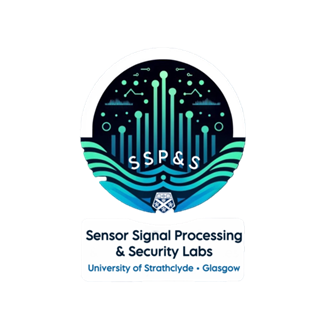 SSP&S
Sensor Signal Processing
& Security Labs
University of Strathclyde • Glasgow